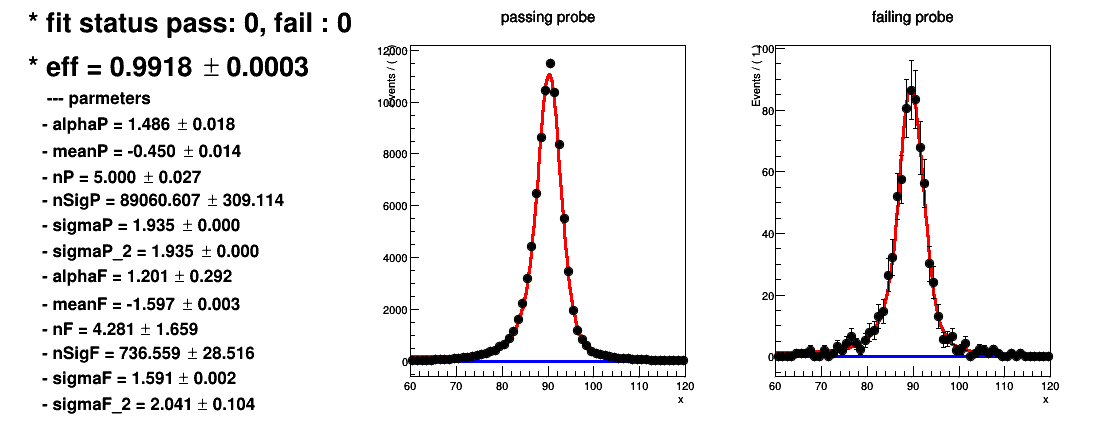 * fit status pass: 0, fail : 0
* eff = 0.9918 ± 0.0003
--- parmeters
- alphaP = 1.486 ± 0.018
- meanP = -0.450 ± 0.014
- nP = 5.000 ± 0.027
- nSigP = 89060.607 ± 309.114
- sigmaP = 1.935 ± 0.000
- sigmaP_2 = 1.935 ± 0.000
- alphaF = 1.201 ± 0.292
- meanF = -1.597 ± 0.003
- nF = 4.281 ± 1.659
- nSigF = 736.559 ± 28.516
- sigmaF = 1.591 ± 0.002
- sigmaF_2 = 2.041 ± 0.104
passing probe
Events / (
12000
10000
8000
6000
4000
2000
0
60 70 80 90 100 110 120
x
failing probe
Events / ( 1
100
80
60
40
20
0
60 70 80 90 100 110 120
x